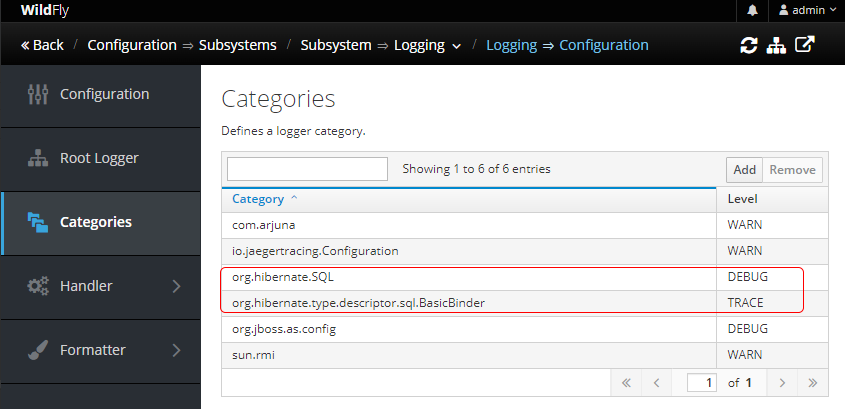 WildFly
admin
« Back / Configuration ⇒ Subsystems / Subsystem ⇒ Logging / Logging ⇒ Configuration
Configuration
Root Logger
Categories
Handler
Formatter
Categories
Defines a logger category.
Showing 1 to 6 of 6 entries
Add Remove
Category Level
com.arjuna WARN
io.jaegertracing.Configuration WARN
org.hibernate.SQL DEBUG
org.hibernate.type.descriptor.sql.BasicBinder TRACE
org.jboss.as.config DEBUG
sun.rmi WARN
« ‹ 1 of 1 › »